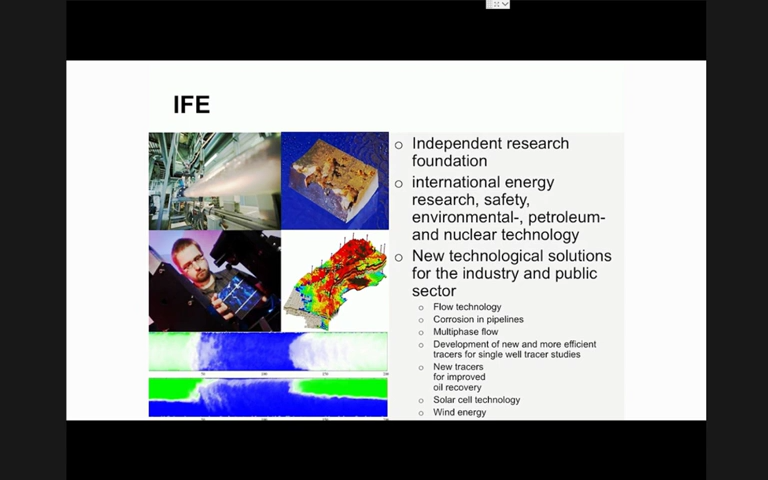 IFE
Independent research
foundation
international energy
research, safety,
environmental-, petroleum-
and nuclear technology
New technological solutions
for the industry and public
sector
Flow technology
Corrosion in pipelines
Multiphase flow
Development of new and more efficient
tracers for single well tracer studies
New tracers
for improved
oil recovery
Solar cell technology
Wind energy